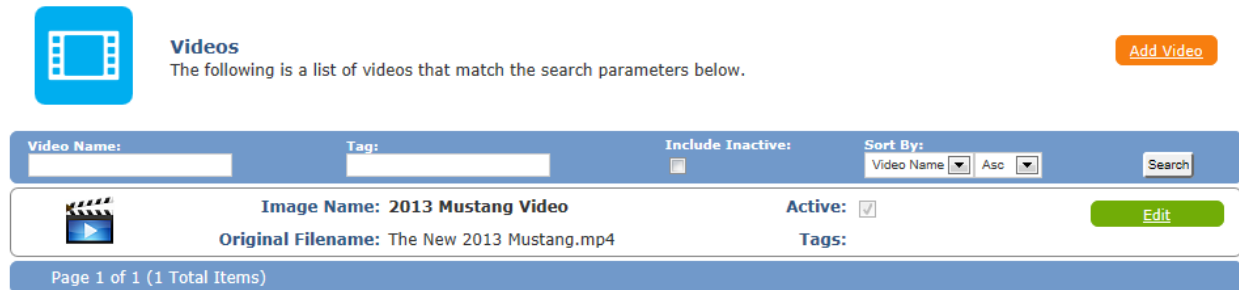 Videos
The following is a list of videos that match the search parameters below.
Add Video
Video Name: Tag: Include Inactive: Sort By:
Video Name Asc Search
Image Name: 2013 Mustang Video Active:
Edit
Original Filename: The New 2013 Mustang.mp4 Tags:
Page 1 of 1 (1 Total Items)